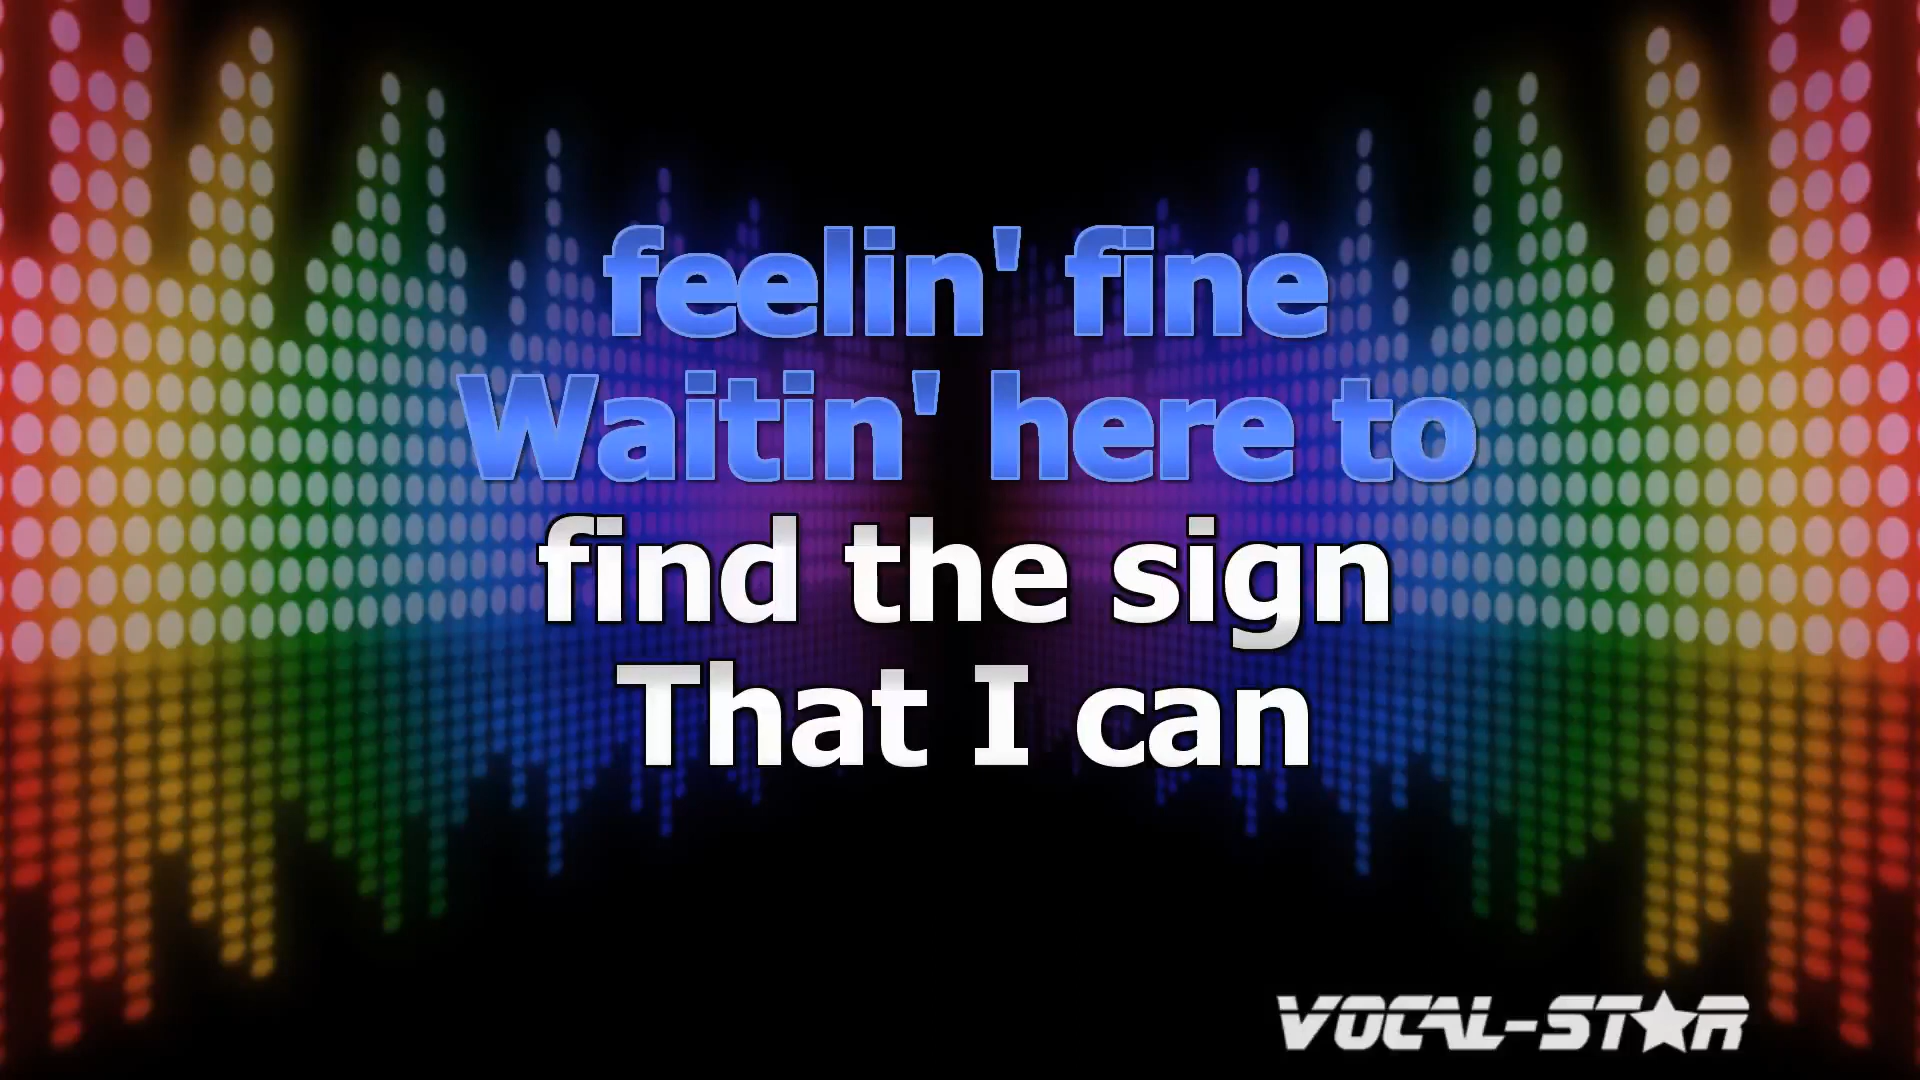 feelin' fine
Waitin' here to
find the sign
That I can
VOCAL-STAR